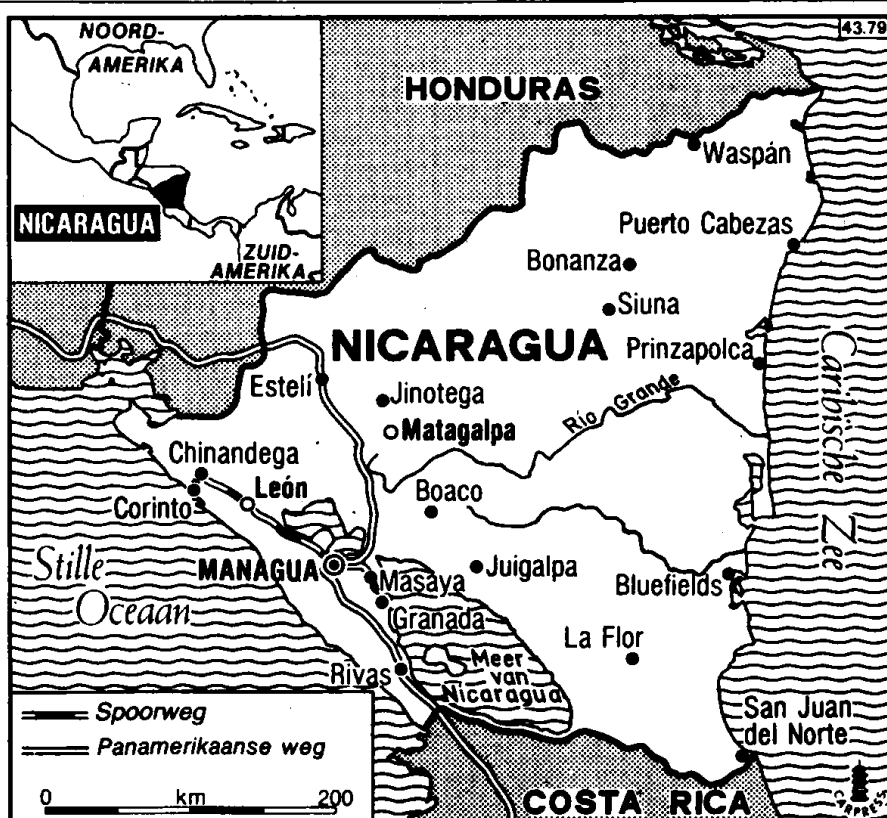 NOORD-
AMERIKA
NICARAGUA
ZUID-
AMERIKA
43.79
HONDURAS
Waspán
Puerto Cabezas
Bonanza
Siuna
NICARAGUA
Prinzapolca
Estelí
Jinotega
Río Grande
Matagalpa
Caribische Zee
Chinandega
León
Corinto
Boaco
Stille
Oceaan
MANAGUA
Masaya
Juigalpa
Bluefields
Granada
La Flor
Rivas
Meer
van
Nicaragua
San Juan
del Norte
Spoorweg
Panamerikaanse weg
0 km 200
COSTA RICA
CARPRESS